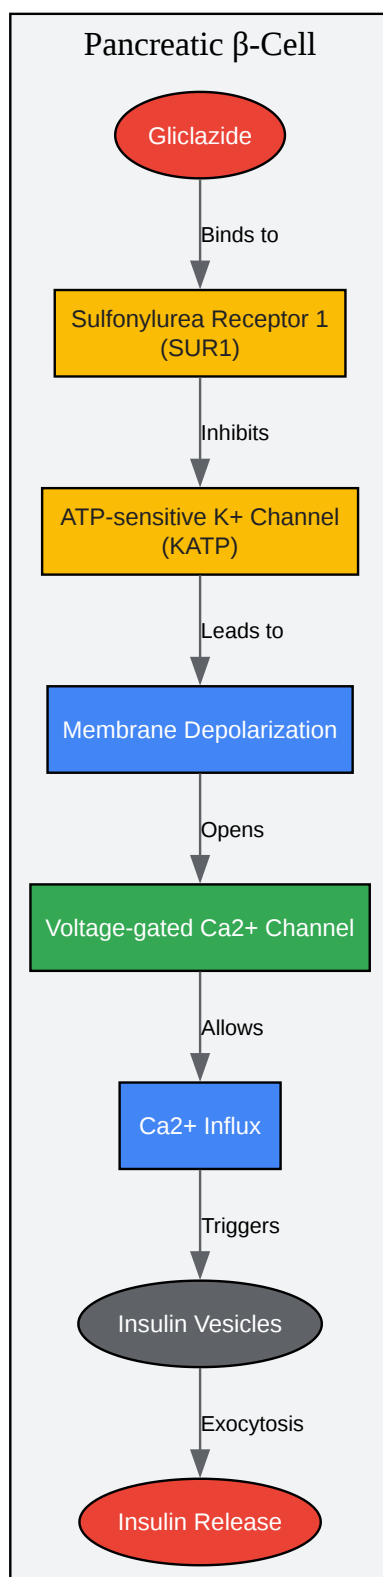 Pancreatic β-Cell
Gliclazide
Binds to
Sulfonylurea Receptor 1
(SUR1)
Inhibits
ATP-sensitive K+ Channel
(KATP)
Leads to
Membrane Depolarization
Opens
Voltage-gated Ca2+ Channel
Allows
Ca2+ Influx
Triggers
Insulin Vesicles
Exocytosis
Insulin Release